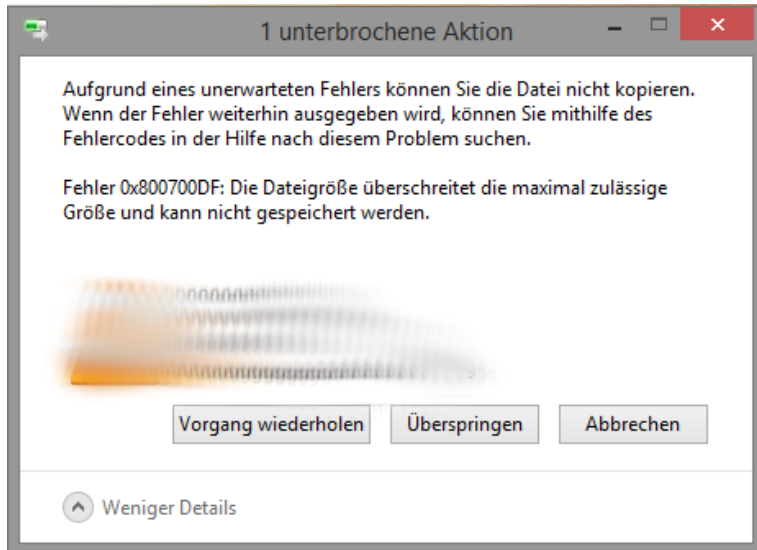 1 unterbrochene Aktion
Aufgrund eines unerwarteten Fehlers können Sie die Datei nicht kopieren.
Wenn der Fehler weiterhin ausgegeben wird, können Sie mithilfe des
Fehlercodes in der Hilfe nach diesem Problem suchen.
Fehler 0x800700DF: Die Dateigröße überschreitet die maximal zulässige
Größe und kann nicht gespeichert werden.
Vorgang wiederholen Überspringen Abbrechen
Weniger Details